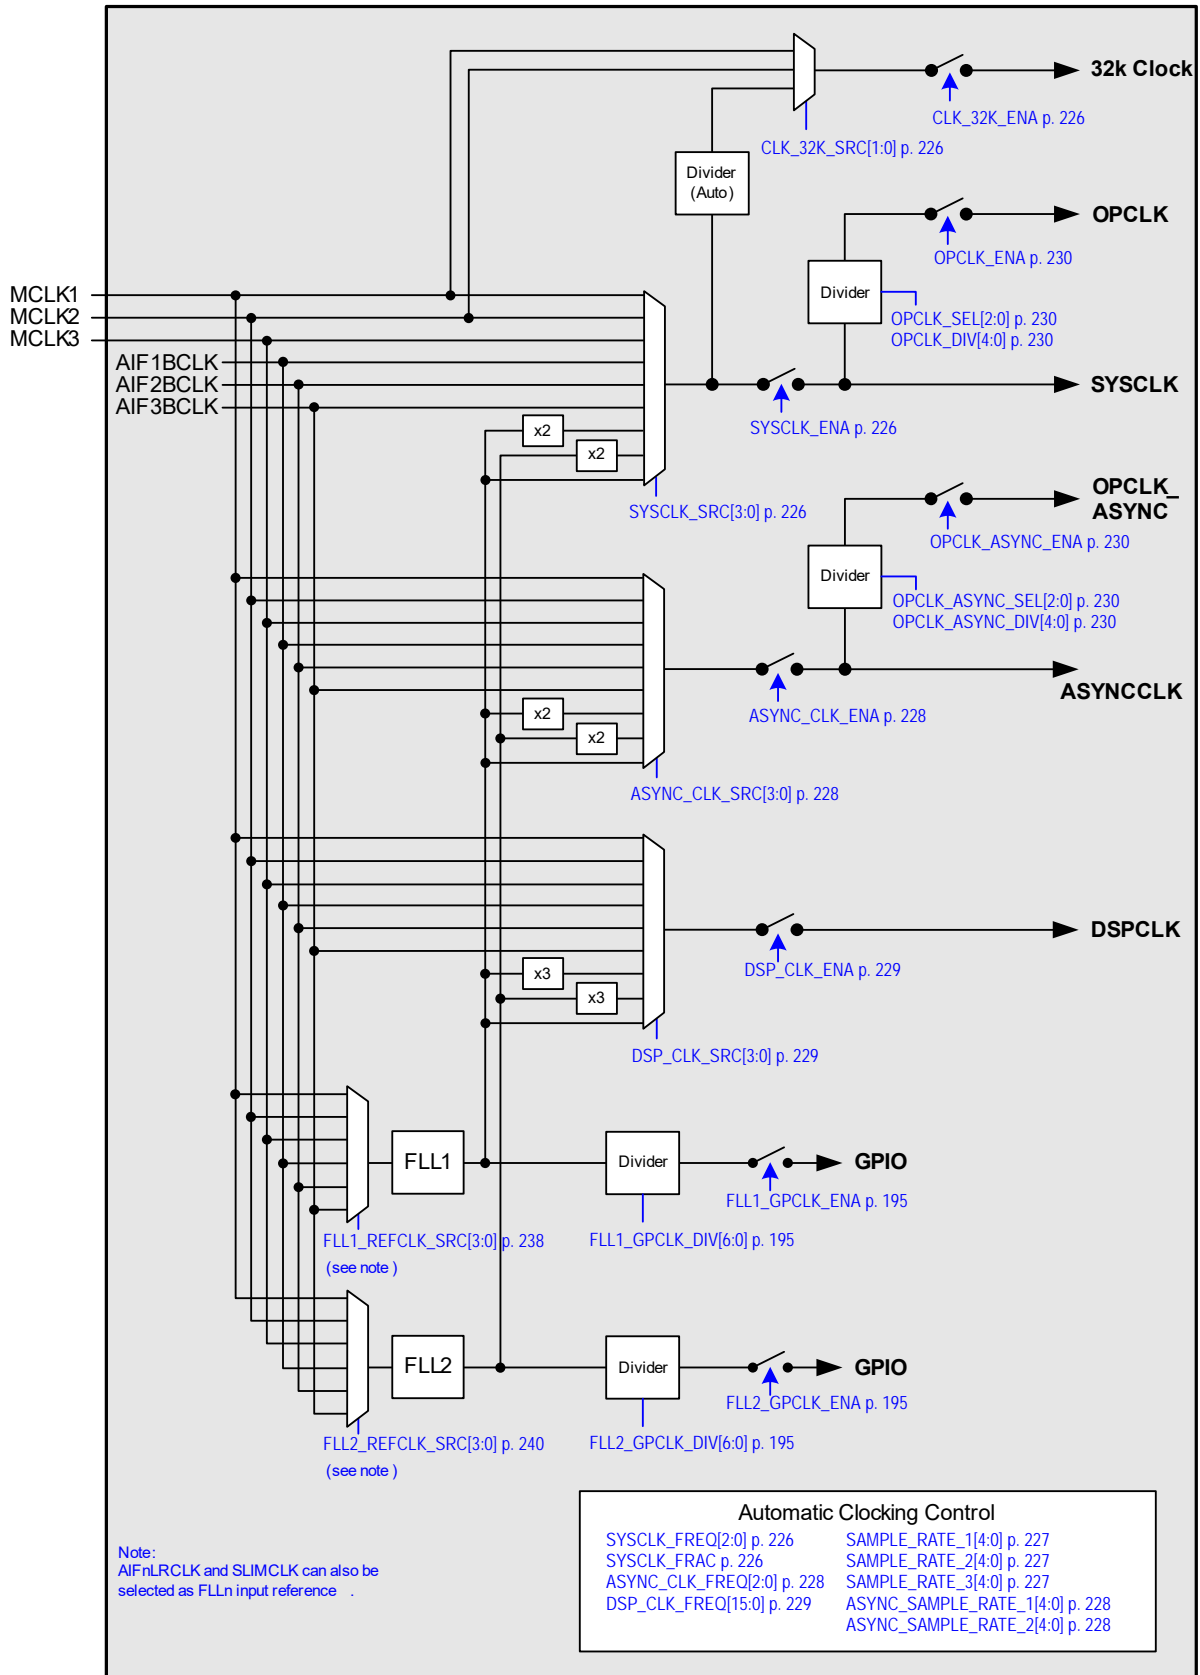 32k Clock
CLK_32K_ENA p. 226
CLK_32K_SRC[1:0] p. 226
Divider
(Auto)
OPCLK
OPCLK_ENA p. 230
Divider
OPCLK_SEL[2:0] p. 230
OPCLK_DIV[4:0] p. 230
MCLK1
MCLK2
MCLK3
AIF1BCLK
AIF2BCLK
AIF3BCLK
SYSCLK
SYSCLK_ENA p. 226
x2
x2
SYSCLK_SRC[3:0] p. 226
OPCLK_
ASYNC
OPCLK_ASYNC_ENA p. 230
Divider
OPCLK_ASYNC_SEL[2:0] p. 230
OPCLK_ASYNC_DIV[4:0] p. 230
ASYNCCLK
ASYNC_CLK_ENA p. 228
x2
x2
ASYNC_CLK_SRC[3:0] p. 228
DSPCLK
DSP_CLK_ENA p. 229
x3
x3
DSP_CLK_SRC[3:0] p. 229
FLL1
Divider
GPIO
FLL1_GPCLK_ENA p. 195
FLL1_REFCLK_SRC[3:0] p. 238
(see note )
FLL1_GPCLK_DIV[6:0] p. 195
FLL2
Divider
GPIO
FLL2_GPCLK_ENA p. 195
FLL2_REFCLK_SRC[3:0] p. 240
(see note )
FLL2_GPCLK_DIV[6:0] p. 195
Note:
AIFnLRCLK and SLIMCLK can also be
selected as FLLn input reference .
Automatic Clocking Control
SYSCLK_FREQ[2:0] p. 226
SYSCLK_FRAC p. 226
ASYNC_CLK_FREQ[2:0] p. 228
DSP_CLK_FREQ[15:0] p. 229
SAMPLE_RATE_1[4:0] p. 227
SAMPLE_RATE_2[4:0] p. 227
SAMPLE_RATE_3[4:0] p. 227
ASYNC_SAMPLE_RATE_1[4:0] p. 228
ASYNC_SAMPLE_RATE_2[4:0] p. 228